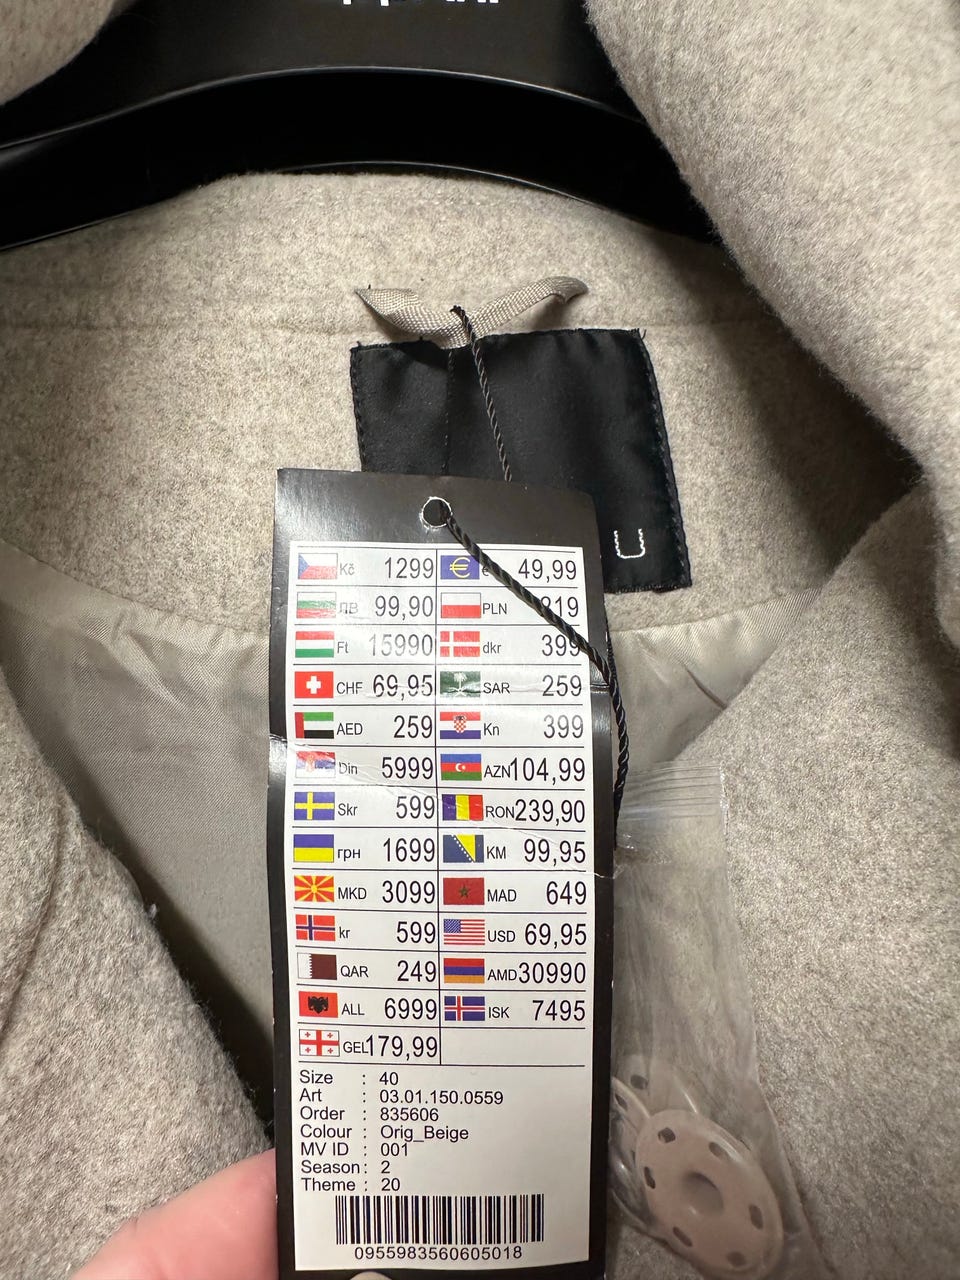 U
Kč 1299 € 49,99
ЛВ 99,90 PLN 219
Ft 15990 dkr 399
CHF 69,95 SAR 259
AED 259 Kn 399
Din 5999 AZN 104,99
Skr 599 RON 239,90
грн 1699 KM 99,95
MKD 3099 MAD 649
kr 599 USD 69,95
QAR 249 AMD 30990
ALL 6999 ISK 7495
GEL 179,99
Size : 40
Art : 03.01.150.0559
Order : 835606
Colour : Orig_Beige
MV ID : 001
Season : 2
Theme : 20
0955983560605018